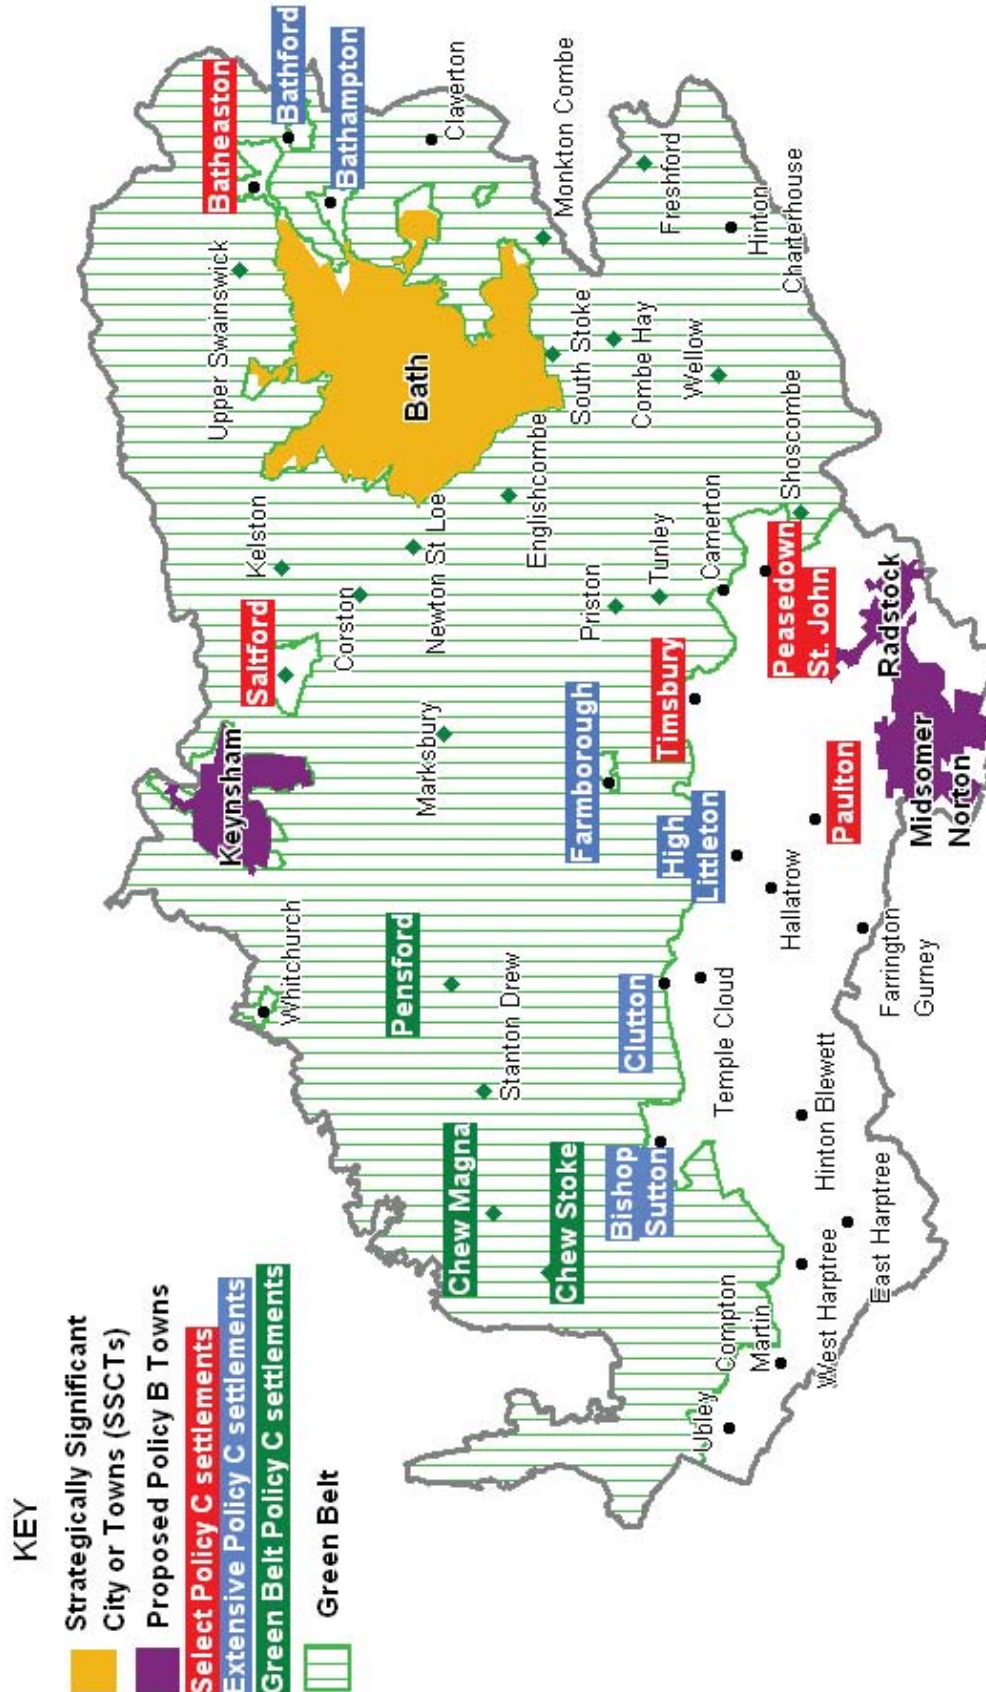 KEY
Strategically Significant
City or Towns (SSCTs)
Proposed Policy B Towns
Select Policy C settlements
Extensive Policy C settlements
Green Belt Policy C settlements
Green Belt
Keynsham
Saltford
Kelston
Upper Swainswick
Batheaston
Bathford
Bathampton
Whitchurch
Corston
Bath
Claverton
Pensford
Marksbury
Newton St Loe
Chew Magna
Stanton Drew
Englishcombe
Monkton Combe
Chew Stoke
South Stoke
Farmborough
Priston
Combe Hay
Freshford
Bishop
Sutton
Clutton
High
Littleton
Timsbury
Tunley
Wellow
Hinton
Charterhouse
Camerton
Ubley
Compton
Martin
Temple Cloud
Peasedown
St. John
Shoscombe
Hallatrow
West Harptree
Hinton Blewett
Paulton
East Harptree
Farrington
Gurney
Radstock
Midsomer
Norton